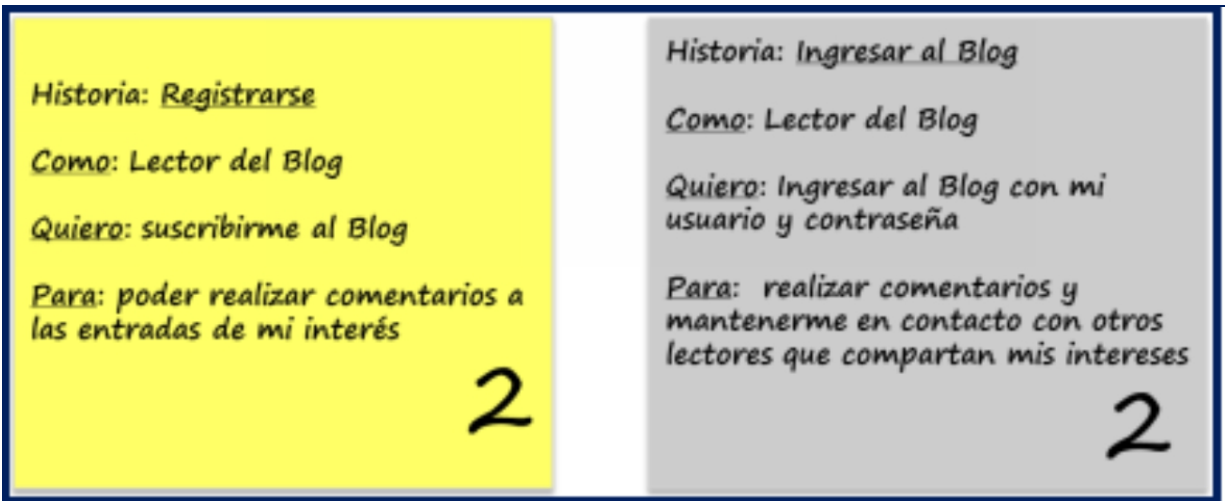 Historia: Registrarse
Como: Lector del Blog
Quiero: suscribirme al Blog
Para: poder realizar comentarios a
las entradas de mi interés
2
Historia: Ingresar al Blog
Como: Lector del Blog
Quiero: Ingresar al Blog con mi
usuario y contraseña
Para: realizar comentarios y
mantenerme en contacto con otros
lectores que compartan mis intereses
2